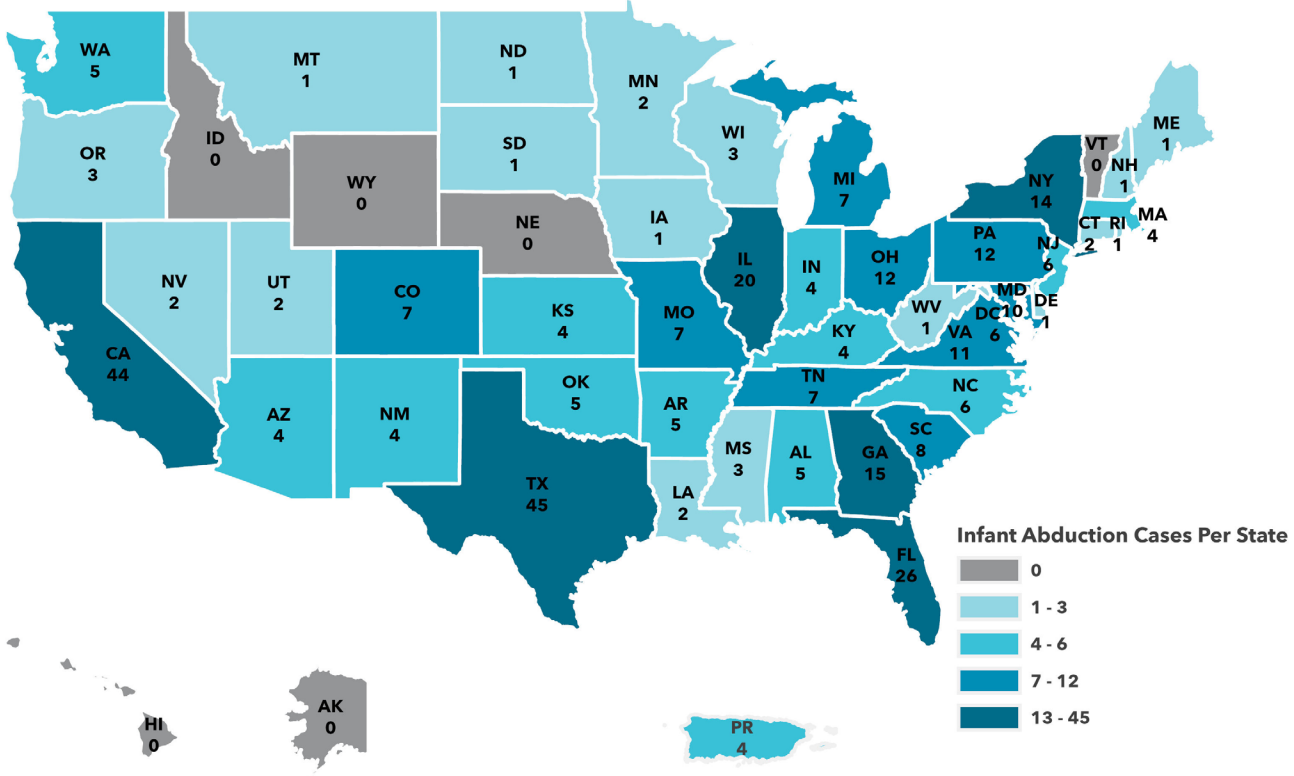 WA
5
MT
1
ND
1
MN
2
ID
0
OR
3
WY
0
SD
1
WI
3
MI
7
NY
14
VT
0
NH
1
ME
1
MA
4
CT
2
RI
1
NE
0
IA
1
PA
12
NJ
6
NV
2
UT
2
CO
7
KS
4
MO
7
IL
20
IN
4
OH
12
WV
1
MD
10
DE
1
DC
6
VA
11
KY
4
CA
44
AZ
4
NM
4
OK
5
AR
5
TN
7
NC
6
SC
8
MS
3
AL
5
GA
15
TX
45
LA
2
FL
26
HI
0
AK
0
PR
4
Infant Abduction Cases Per State
0
1 - 3
4 - 6
7 - 12
13 - 45